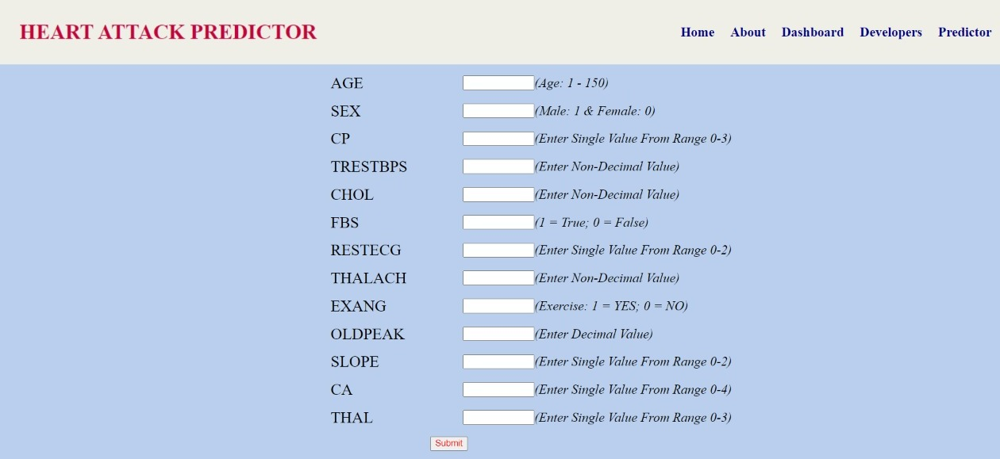 HEART ATTACK PREDICTOR Home About Dashboard Developers Predictor
AGE (Age: 1 - 150)
SEX (Male: 1 & Female: 0)
CP (Enter Single Value From Range 0-3)
TRESTBPS (Enter Non-Decimal Value)
CHOL (Enter Non-Decimal Value)
FBS (1 = True; 0 = False)
RESTECG (Enter Single Value From Range 0-2)
THALACH (Enter Non-Decimal Value)
EXANG (Exercise: 1 = YES; 0 = NO)
OLDPEAK (Enter Decimal Value)
SLOPE (Enter Single Value From Range 0-2)
CA (Enter Single Value From Range 0-4)
THAL (Enter Single Value From Range 0-3)
Submit